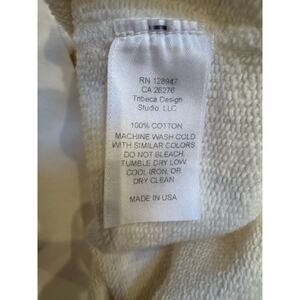 RN 128947
CA 26276
Tribeca Design
Studio. LLC
100% COTTON
MACHINE WASH COLD
WITH SIMILAR COLORS
DO NOT BLEACH.
TUMBLE DRY LOW
COOL IRON, OR
DRY CLEAN
MADE IN USA